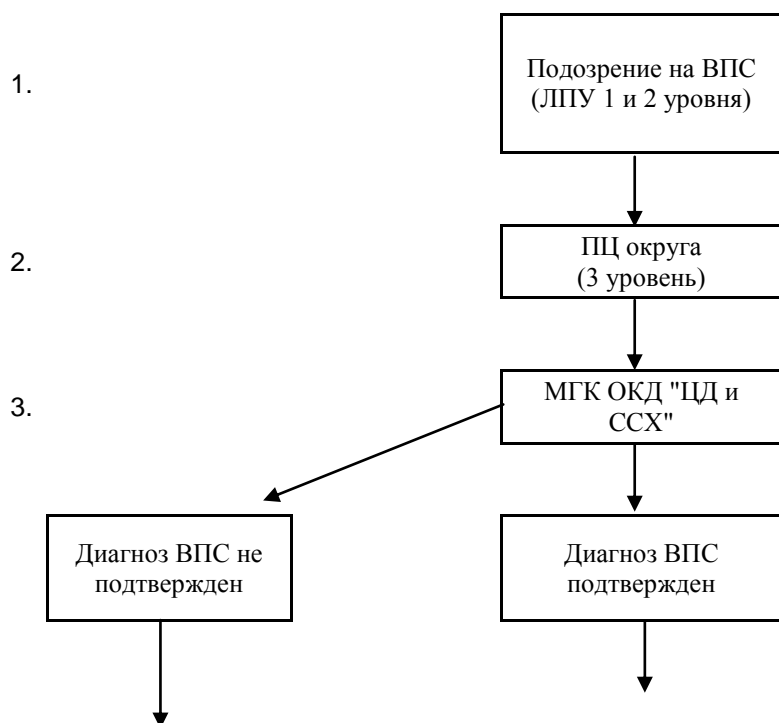 1.
Подозрение на ВПС
(ЛПУ 1 и 2 уровня)
2.
ПЦ округа
(3 уровень)
3.
МГК ОКД "ЦД и
ССХ"
Диагноз ВПС не
подтвержден
Диагноз ВПС
подтвержден